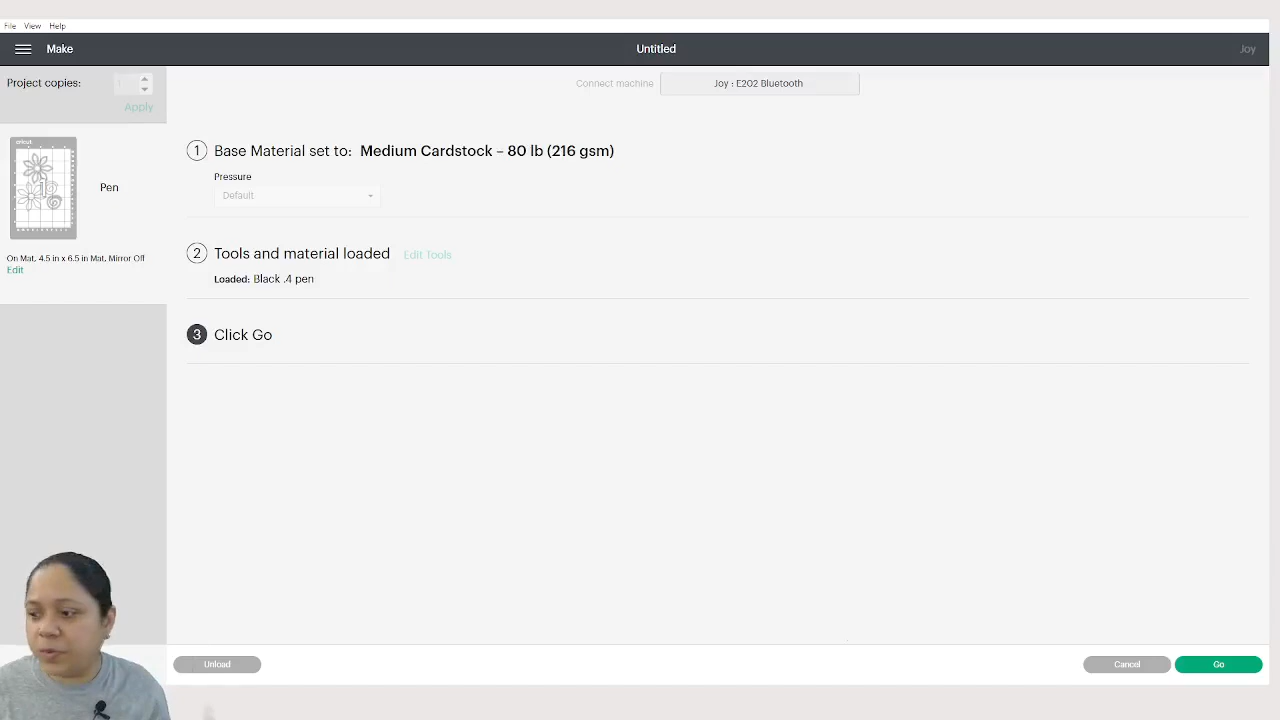 File View Help
Make
Untitled
Joy
Project copies:
1
Apply
Connect machine
Joy : E202 Bluetooth
cricut
Pen
On Mat, 4.5 in x 6.5 in Mat, Mirror Off
Edit
1 Base Material set to: Medium Cardstock – 80 lb (216 gsm)
Pressure
Default
2 Tools and material loaded Edit Tools
Loaded: Black .4 pen
3 Click Go
Unload
Cancel
Go